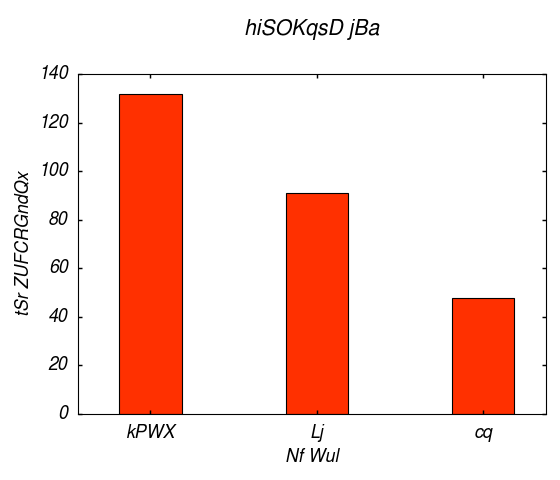 hiSOKqsD jBa
140
120
100
80
60
40
20
0
tSr ZUFCRGndQx
kPWX Lj cq
Nf Wul